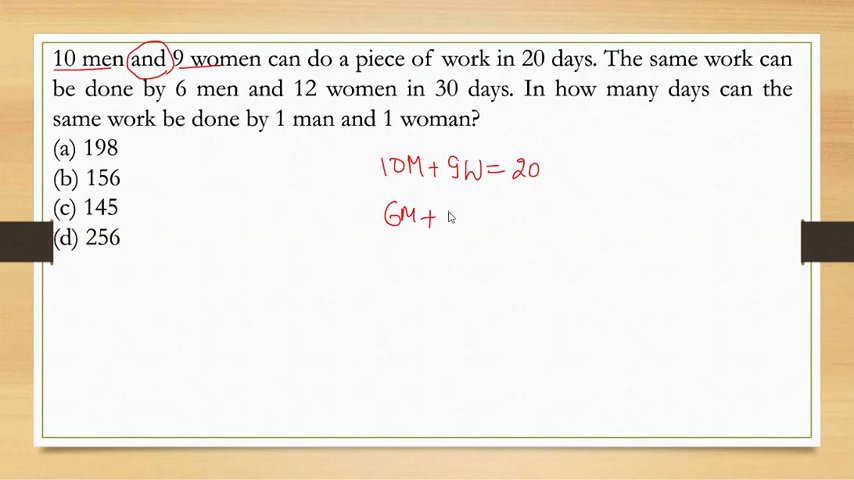 10 men and 9 women can do a piece of work in 20 days. The same work can
be done by 6 men and 12 women in 30 days. In how many days can the
same work be done by 1 man and 1 woman?
(a) 198
(b) 156
(c) 145
(d) 256
10M + 9W = 20
6M +